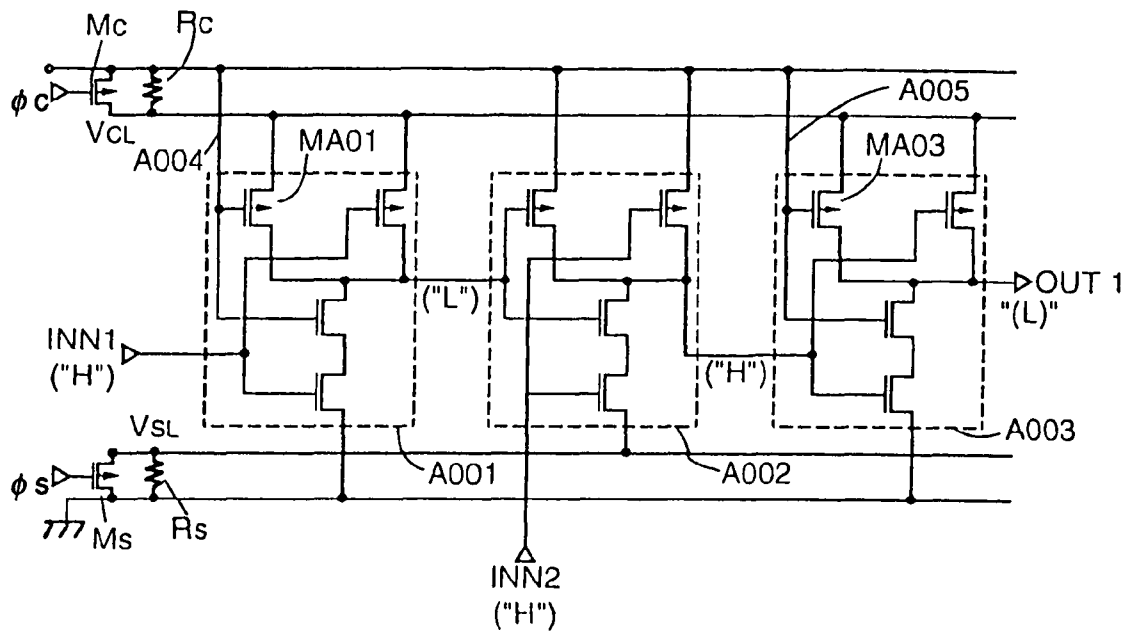 Mc
Rc
φC
VCL
A004
MA01
A005
MA03
("L")
OUT 1
"(L)"
INN1
("H")
("H")
VSL
A001
A002
A003
φS
Ms
Rs
INN2
("H")